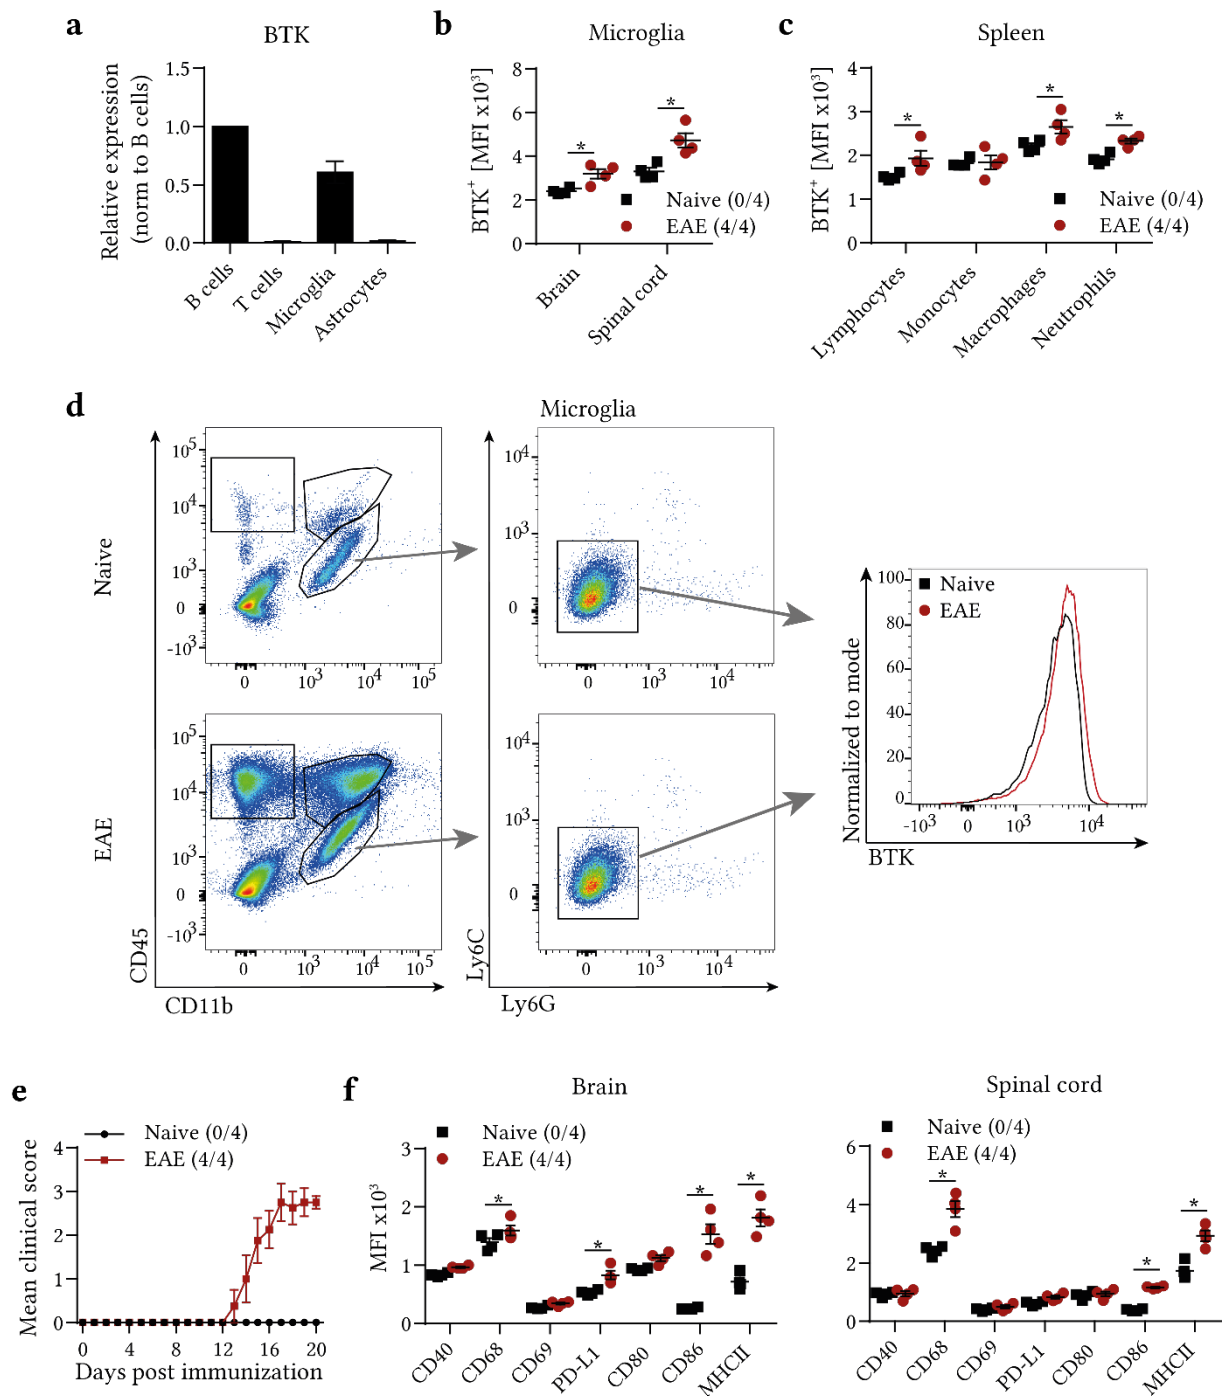 a
BTK
Relative expression
(norm to B cells)
1.5
1.0
0.5
0.0
B cells
T cells
Microglia
Astrocytes
b
Microglia
BTK⁺ [MFI x10³]
8
6
4
2
0
*
*
Naive (0/4)
EAE (4/4)
Brain
Spinal cord
c
Spleen
BTK⁺ [MFI x10³]
4
3
2
1
0
*
*
*
Naive (0/4)
EAE (4/4)
Lymphocytes
Monocytes
Macrophages
Neutrophils
d
Microglia
Naive
10⁵
10⁴
10³
0
-10³
0
10³
10⁴
10⁵
10⁴
10³
0
0
10³
10⁴
EAE
10⁵
10⁴
10³
0
-10³
0
10³
10⁴
10⁵
CD45
CD11b
10⁴
10³
0
0
10³
10⁴
Ly6C
Ly6G
Normalized to mode
100
80
60
40
20
0
Naive
EAE
-10³
0
10³
10⁴
BTK
e
Naive (0/4)
EAE (4/4)
Mean clinical score
4
3
2
1
0
0 4 8 12 16 20
Days post immunization
f
Brain
Naive (0/4)
EAE (4/4)
MFI x10³
3
2
1
0
*
*
*
*
CD40
CD68
CD69
PD-L1
CD80
CD86
MHCII
Spinal cord
Naive (0/4)
EAE (4/4)
6
4
2
0
*
*
*
CD40
CD68
CD69
PD-L1
CD80
CD86
MHCII